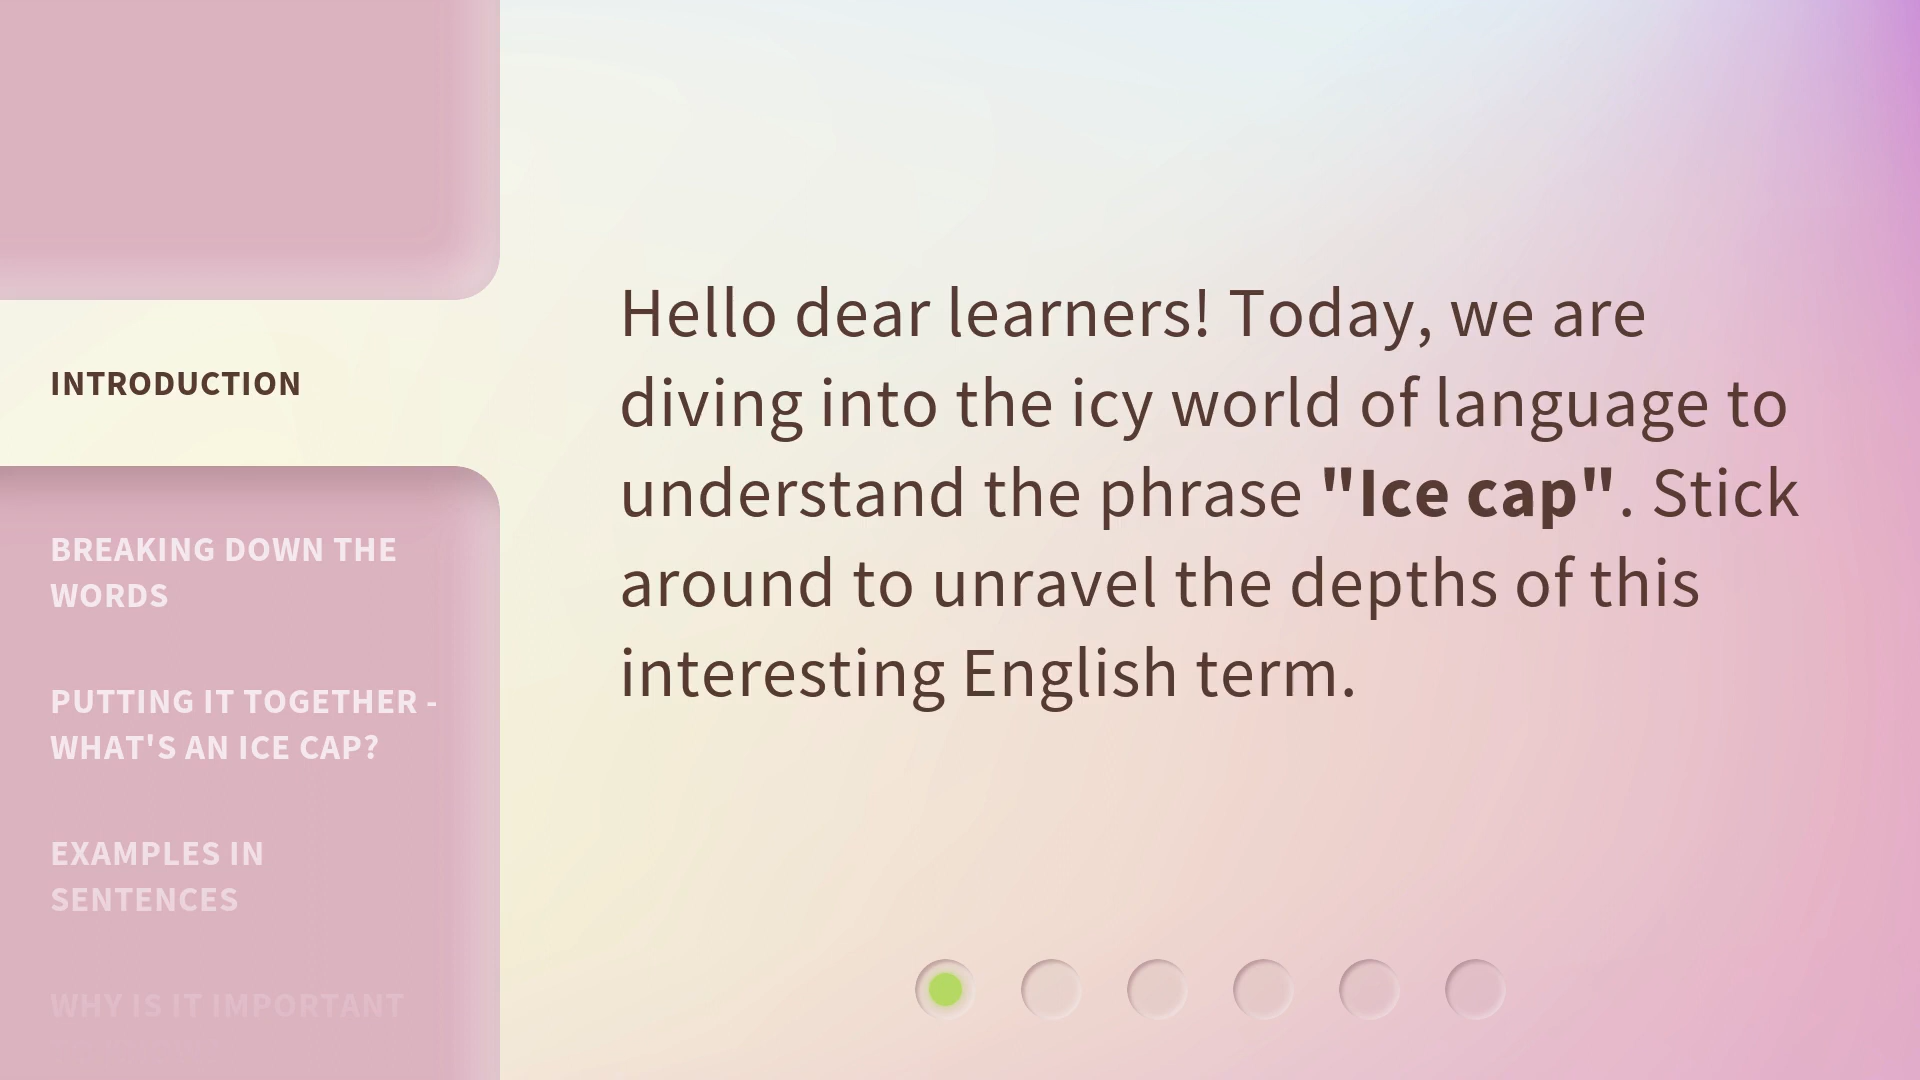 INTRODUCTION
BREAKING DOWN THE
WORDS
PUTTING IT TOGETHER -
WHAT'S AN ICE CAP?
EXAMPLES IN
SENTENCES
WHY IS IT IMPORTANT
Hello dear learners! Today, we are
diving into the icy world of language to
understand the phrase "Ice cap". Stick
around to unravel the depths of this
interesting English term.